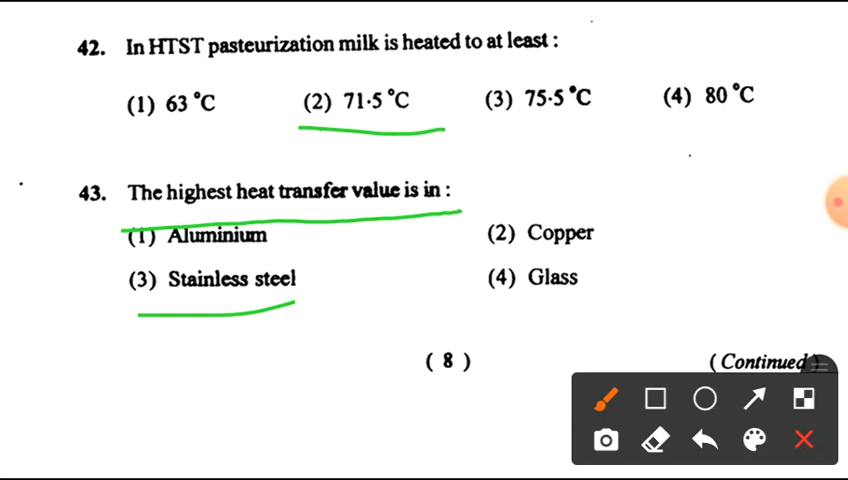 42. In HTST pasteurization milk is heated to at least :
(1) 63 °C (2) 71·5 °C (3) 75·5 °C (4) 80 °C
43. The highest heat transfer value is in :
(1) Aluminium (2) Copper
(3) Stainless steel (4) Glass
( 8 ) ( Continued )